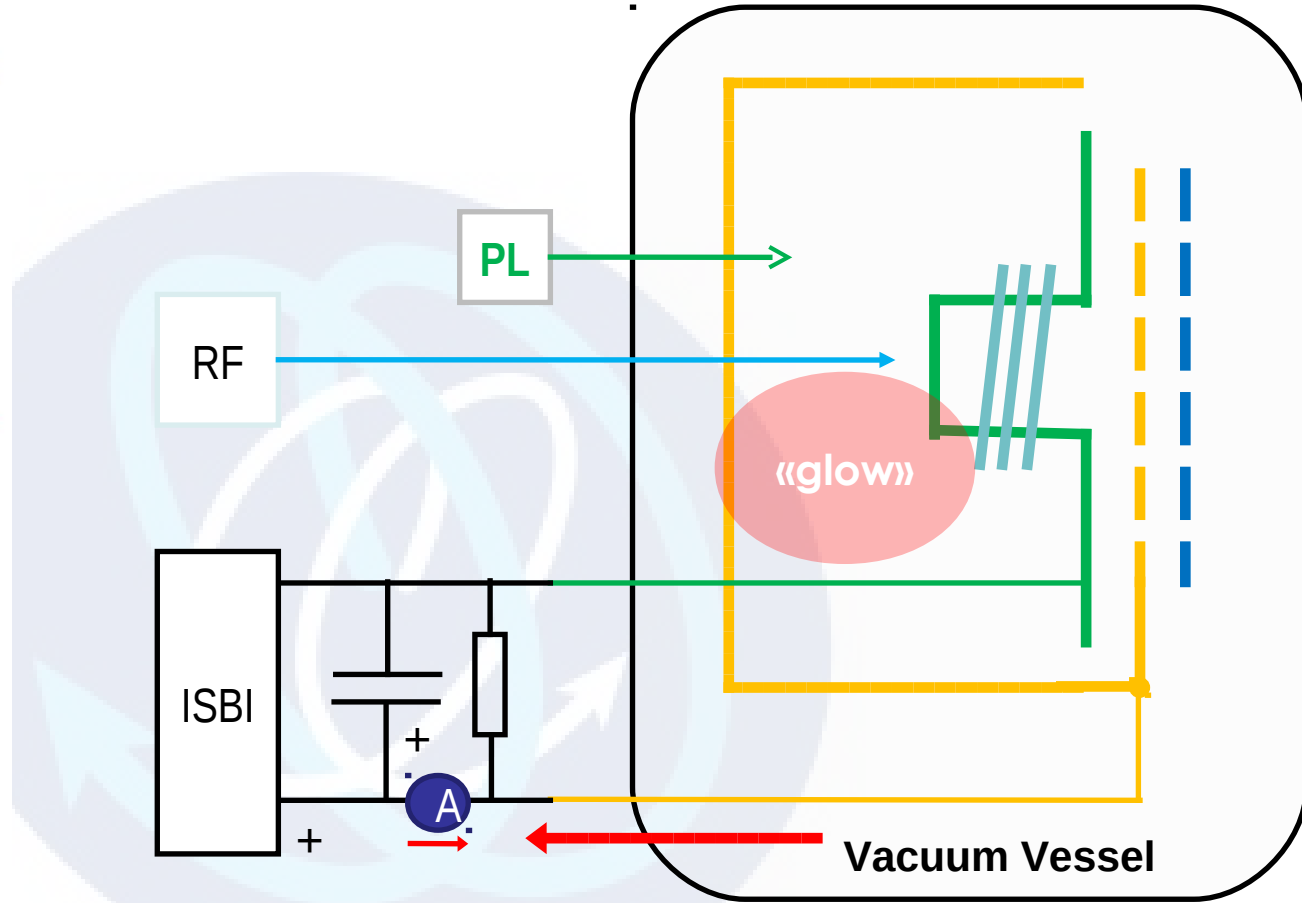 PL
RF
«glow»
ISBI
+
A
+
Vacuum Vessel